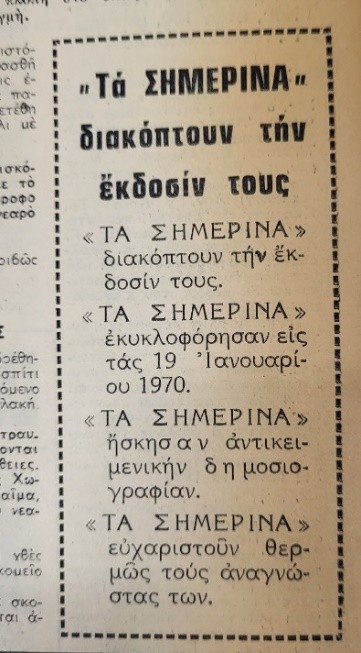 „Τά ΣΗΜΕΡΙΝΑ„
διακόπτουν τήν
ἔκδοσίν τους
«ΤΑ ΣΗΜΕΡΙΝΑ»
διακόπτουν τήν ἔκ-
δοσίν τους.
«ΤΑ ΣΗΜΕΡΙΝΑ»
ἐκυκλοφόρησαν εἰς
τάς 19 Ἰανουαρί-
ου 1970.
«ΤΑ ΣΗΜΕΡΙΝΑ»
ἤσκησαν ἀντικει-
μενικήν δημοσιο-
γραφίαν.
«ΤΑ ΣΗΜΕΡΙΝΑ»
εὐχαριστοῦν θερ-
μῶς τούς ἀναγνώ-
στας των.